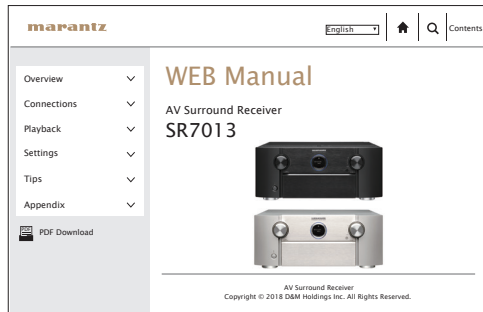 marantz
English
Contents
Overview
Connections
Playback
Settings
Tips
Appendix
PDF
PDF Download
WEB Manual
AV Surround Receiver
SR7013
AV Surround Receiver
Copyright © 2018 D&M Holdings Inc. All Rights Reserved.